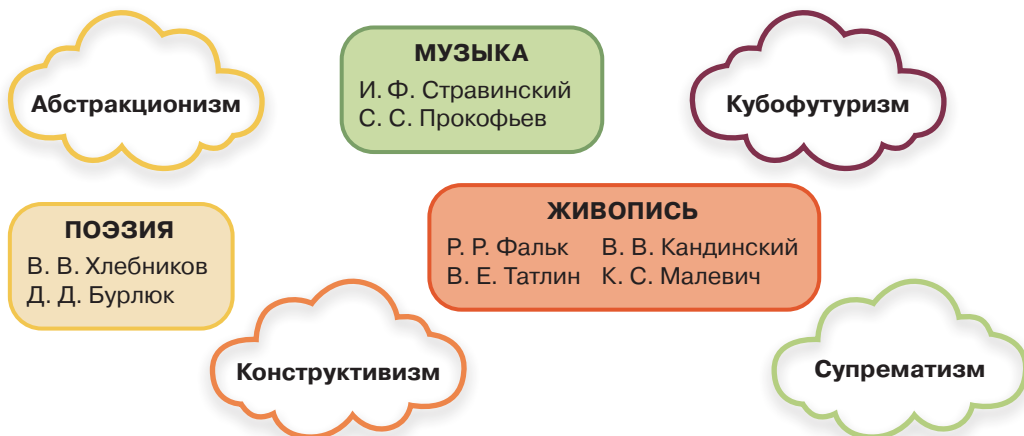 Абстракционизм
МУЗЫКА
И. Ф. Стравинский
С. С. Прокофьев
Кубофутуризм
ПОЭЗИЯ
В. В. Хлебников
Д. Д. Бурлюк
ЖИВОПИСЬ
Р. Р. Фальк В. В. Кандинский
В. Е. Татлин К. С. Малевич
Конструктивизм
Супрематизм